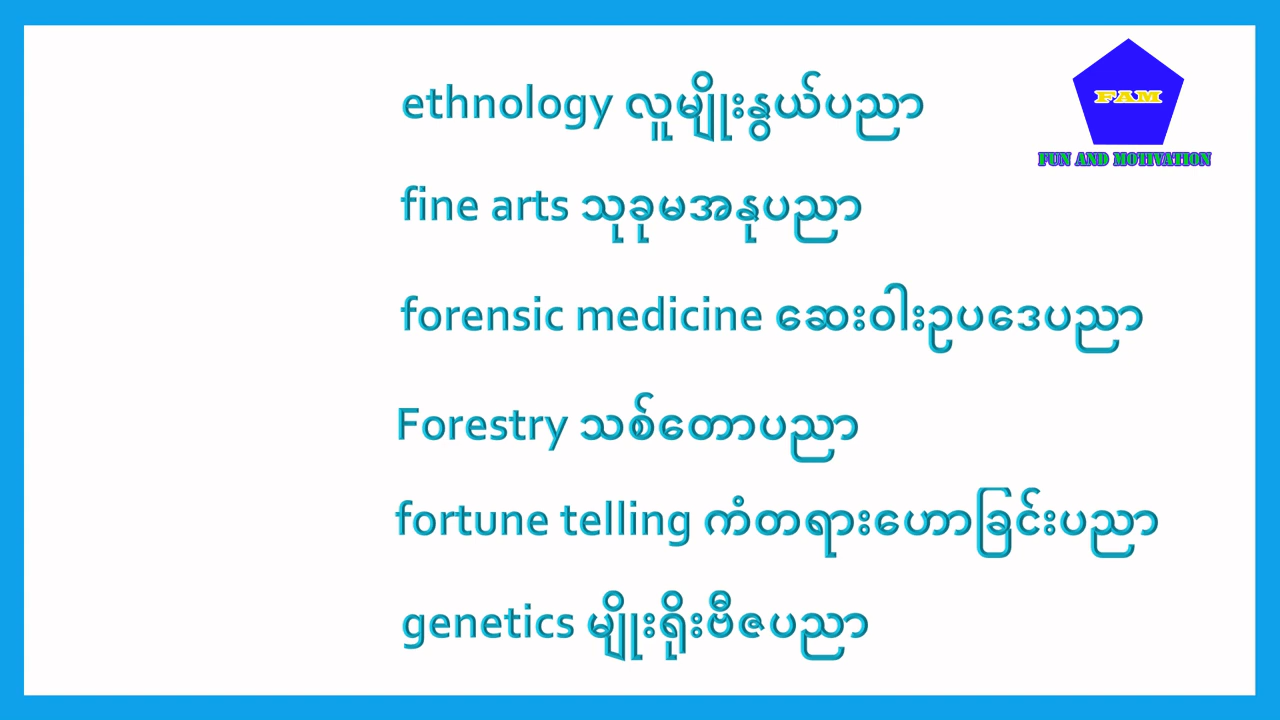 ethnology လူမျိုးနွယ်ပညာ
FAM
FUN AND MOTIVATION
fine arts သုခုမအနုပညာ
forensic medicine ဆေးဝါးဥပဒေပညာ
Forestry သစ်တောပညာ
fortune telling ကံတရားဟောခြင်းပညာ
genetics မျိုးရိုးဗီဇပညာ